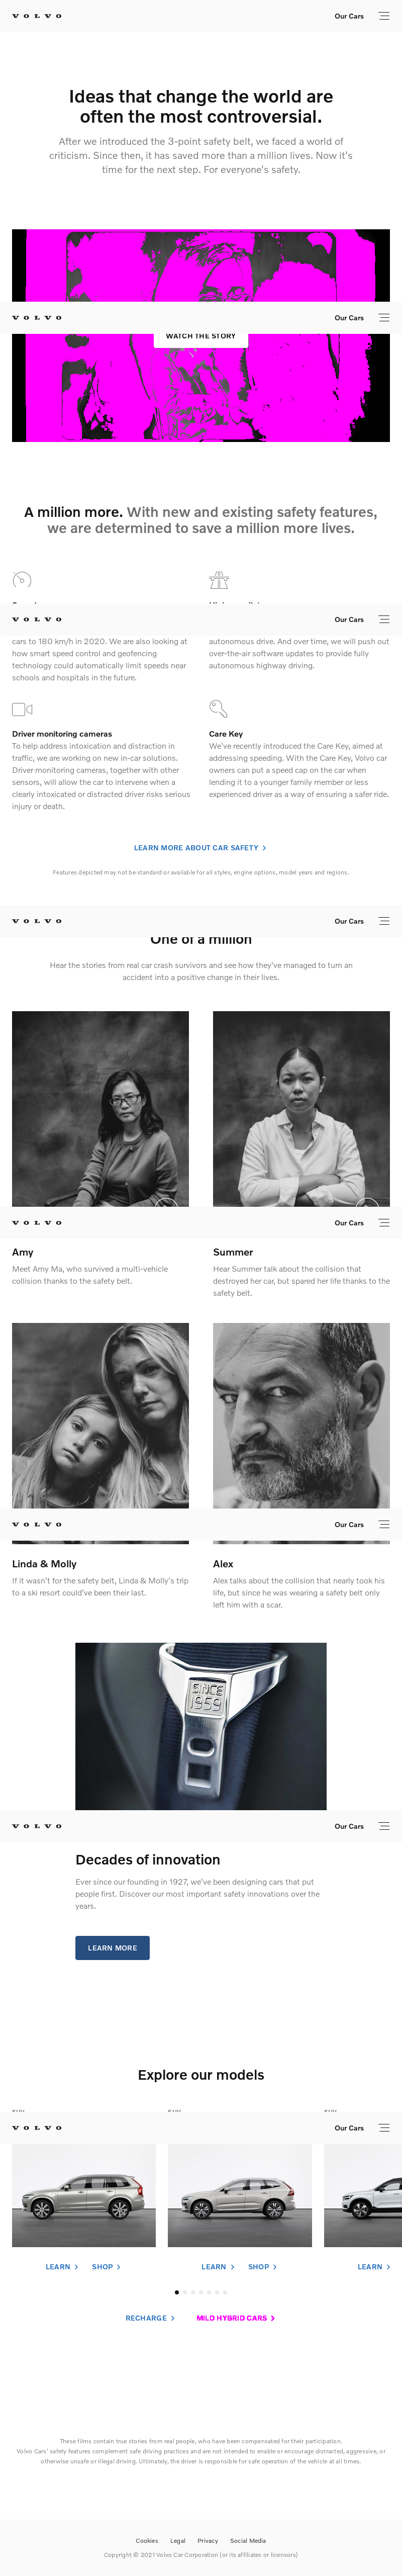 VOLVO
Our Cars
Ideas that change the world are
often the most controversial.
After we introduced the 3-point safety belt, we faced a world of
criticism. Since then, it has saved more than a million lives. Now it's
time for the next step. For everyone's safety.
VOLVO
Our Cars
WATCH THE STORY
A million more. With new and existing safety features,
we are determined to save a million more lives.
VOLVO
Our Cars
cars to 180 km/h in 2020. We are also looking at
how smart speed control and geofencing
technology could automatically limit speeds near
schools and hospitals in the future.
autonomous drive. And over time, we will push out
over-the-air software updates to provide fully
autonomous highway driving.
Driver monitoring cameras
To help address intoxication and distraction in
traffic, we are working on new in-car solutions.
Driver monitoring cameras, together with other
sensors, will allow the car to intervene when a
clearly intoxicated or distracted driver risks serious
injury or death.
Care Key
We've recently introduced the Care Key, aimed at
addressing speeding. With the Care Key, Volvo car
owners can put a speed cap on the car when
lending it to a younger family member or less
experienced driver as a way of ensuring a safer ride.
LEARN MORE ABOUT CAR SAFETY
Features depicted may not be standard or available for all styles, engine options, model years and regions.
VOLVO
Our Cars
One of a million
Hear the stories from real car crash survivors and see how they've managed to turn an
accident into a positive change in their lives.
VOLVO
Our Cars
Amy
Meet Amy Ma, who survived a multi-vehicle
collision thanks to the safety belt.
Summer
Hear Summer talk about the collision that
destroyed her car, but spared her life thanks to the
safety belt.
VOLVO
Our Cars
Linda & Molly
If it wasn't for the safety belt, Linda & Molly's trip
to a ski resort could've been their last.
Alex
Alex talks about the collision that nearly took his
life, but since he was wearing a safety belt only
left him with a scar.
SINCE
1959
VOLVO
Our Cars
Decades of innovation
Ever since our founding in 1927, we've been designing cars that put
people first. Discover our most important safety innovations over the
years.
LEARN MORE
Explore our models
VOLVO
Our Cars
LEARN
SHOP
LEARN
SHOP
LEARN
RECHARGE
MILD HYBRID CARS
These films contain true stories from real people, who have been compensated for their participation.
Volvo Cars' safety features complement safe driving practices and are not intended to enable or encourage distracted, aggressive, or
otherwise unsafe or illegal driving. Ultimately, the driver is responsible for safe operation of the vehicle at all times.
Cookies
Legal
Privacy
Social Media
Copyright © 2021 Volvo Car Corporation (or its affiliates or licensors)